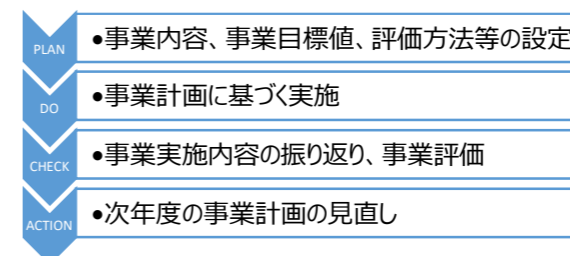 PLAN
•事業内容、事業目標値、評価方法等の設定
DO
•事業計画に基づく実施
CHECK
•事業実施内容の振り返り、事業評価
ACTION
•次年度の事業計画の見直し